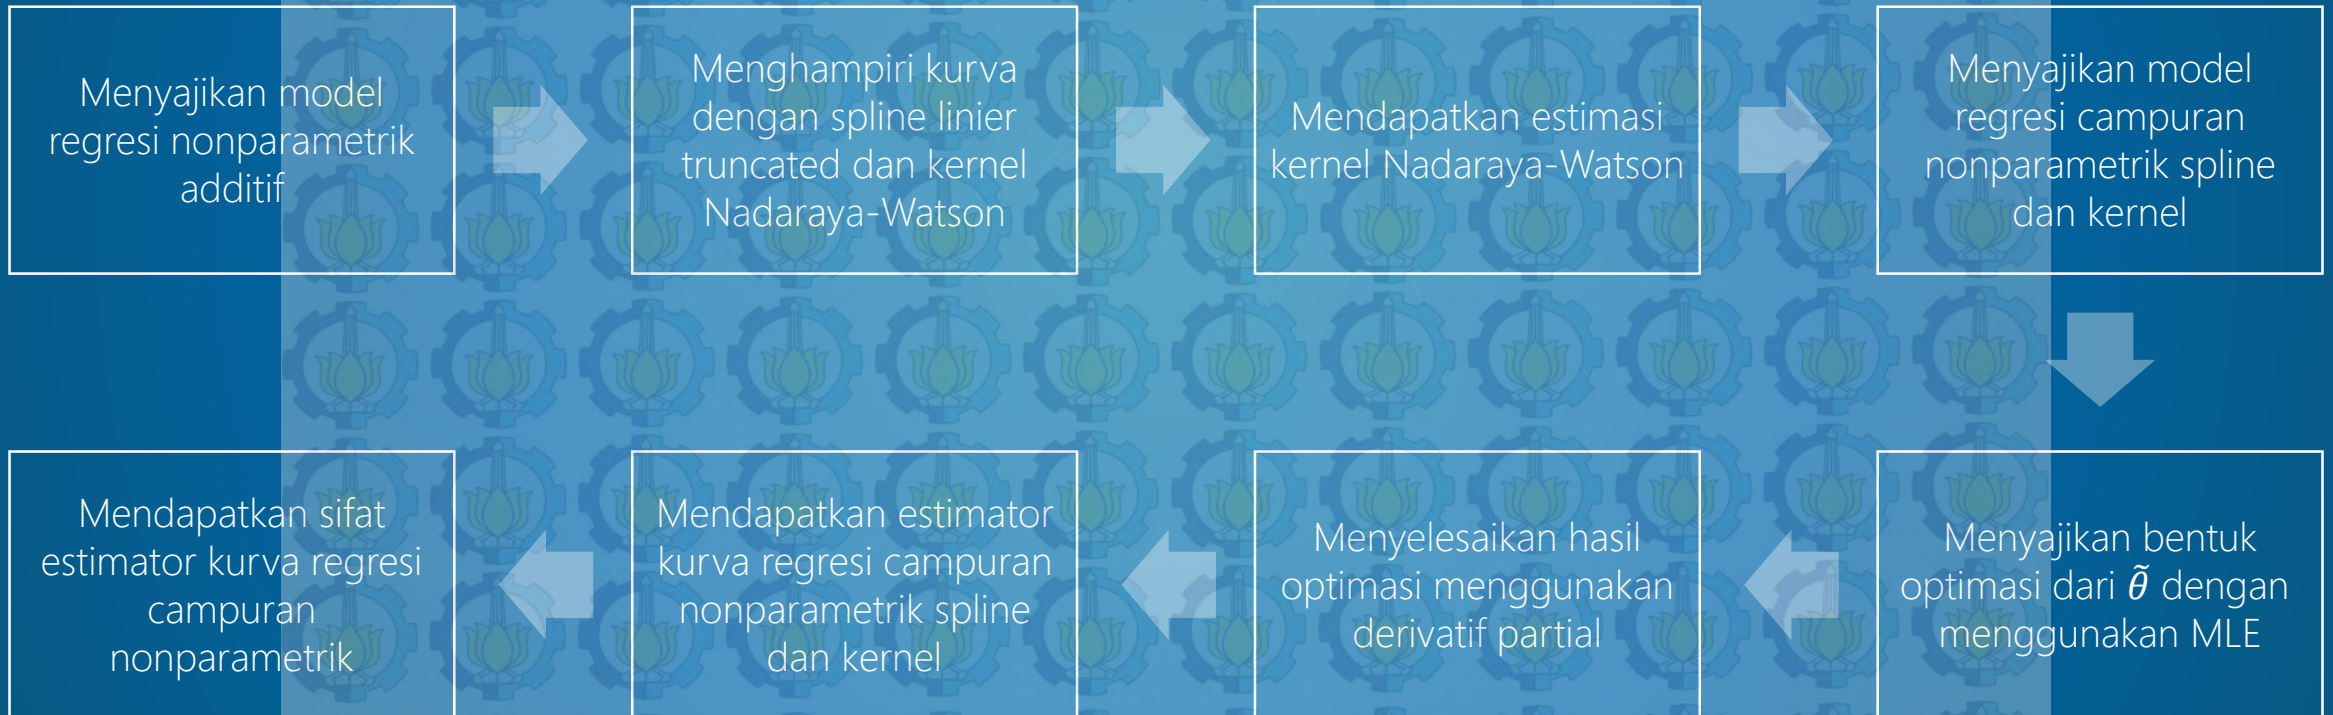 Menyajikan model
regresi nonparametrik
additif
Menghampiri kurva
dengan spline linier
truncated dan kernel
Nadaraya-Watson
Mendapatkan estimasi
kernel Nadaraya-Watson
Menyajikan model
regresi campuran
nonparametrik spline
dan kernel
Menyajikan bentuk
optimasi dari θ̃ dengan
menggunakan MLE
Menyelesaikan hasil
optimasi menggunakan
derivatif partial
Mendapatkan estimator
kurva regresi campuran
nonparametrik spline
dan kernel
Mendapatkan sifat
estimator kurva regresi
campuran
nonparametrik